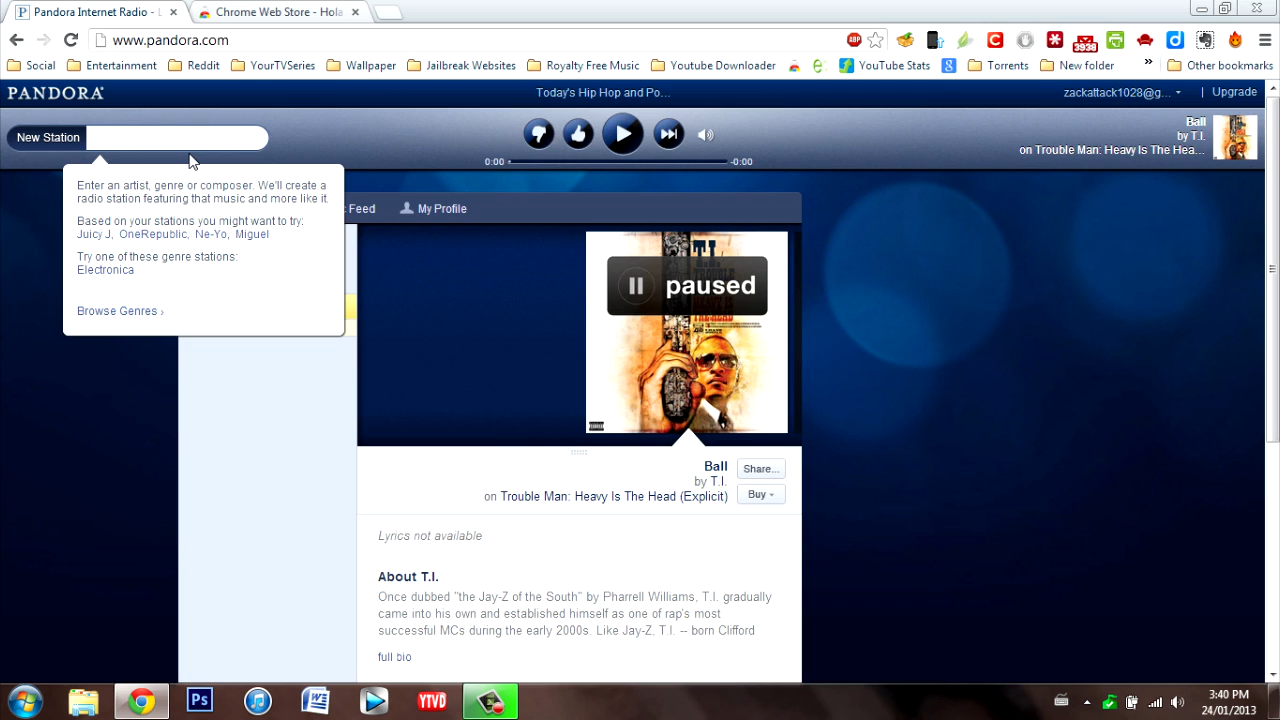 Pandora Internet Radio - L
Chrome Web Store - Hola
www.pandora.com
ABP
3938
Social
Entertainment
Reddit
YourTVSeries
Wallpaper
Jailbreak Websites
Royalty Free Music
Youtube Downloader
YouTube Stats
Torrents
New folder
»
Other bookmarks
PANDORA
Today's Hip Hop and Po...
zackattack1028@g...
Upgrade
New Station
0:00
-0:00
Ball
by T.I.
on Trouble Man: Heavy Is The Hea...
Enter an artist, genre or composer. We'll create a
radio station featuring that music and more like it.
Based on your stations you might want to try:
Juicy J, OneRepublic, Ne-Yo, Miguel
Try one of these genre stations:
Electronica
Browse Genres ›
c Feed
My Profile
T.I.
paused
Ball
by T.I.
on Trouble Man: Heavy Is The Head (Explicit)
Share...
Buy
Lyrics not available
About T.I.
Once dubbed "the Jay-Z of the South" by Pharrell Williams, T.I. gradually
came into his own and established himself as one of rap's most
successful MCs during the early 2000s. Like Jay-Z, T.I. -- born Clifford
full bio
Ps
W
YTVD
3:40 PM
24/01/2013